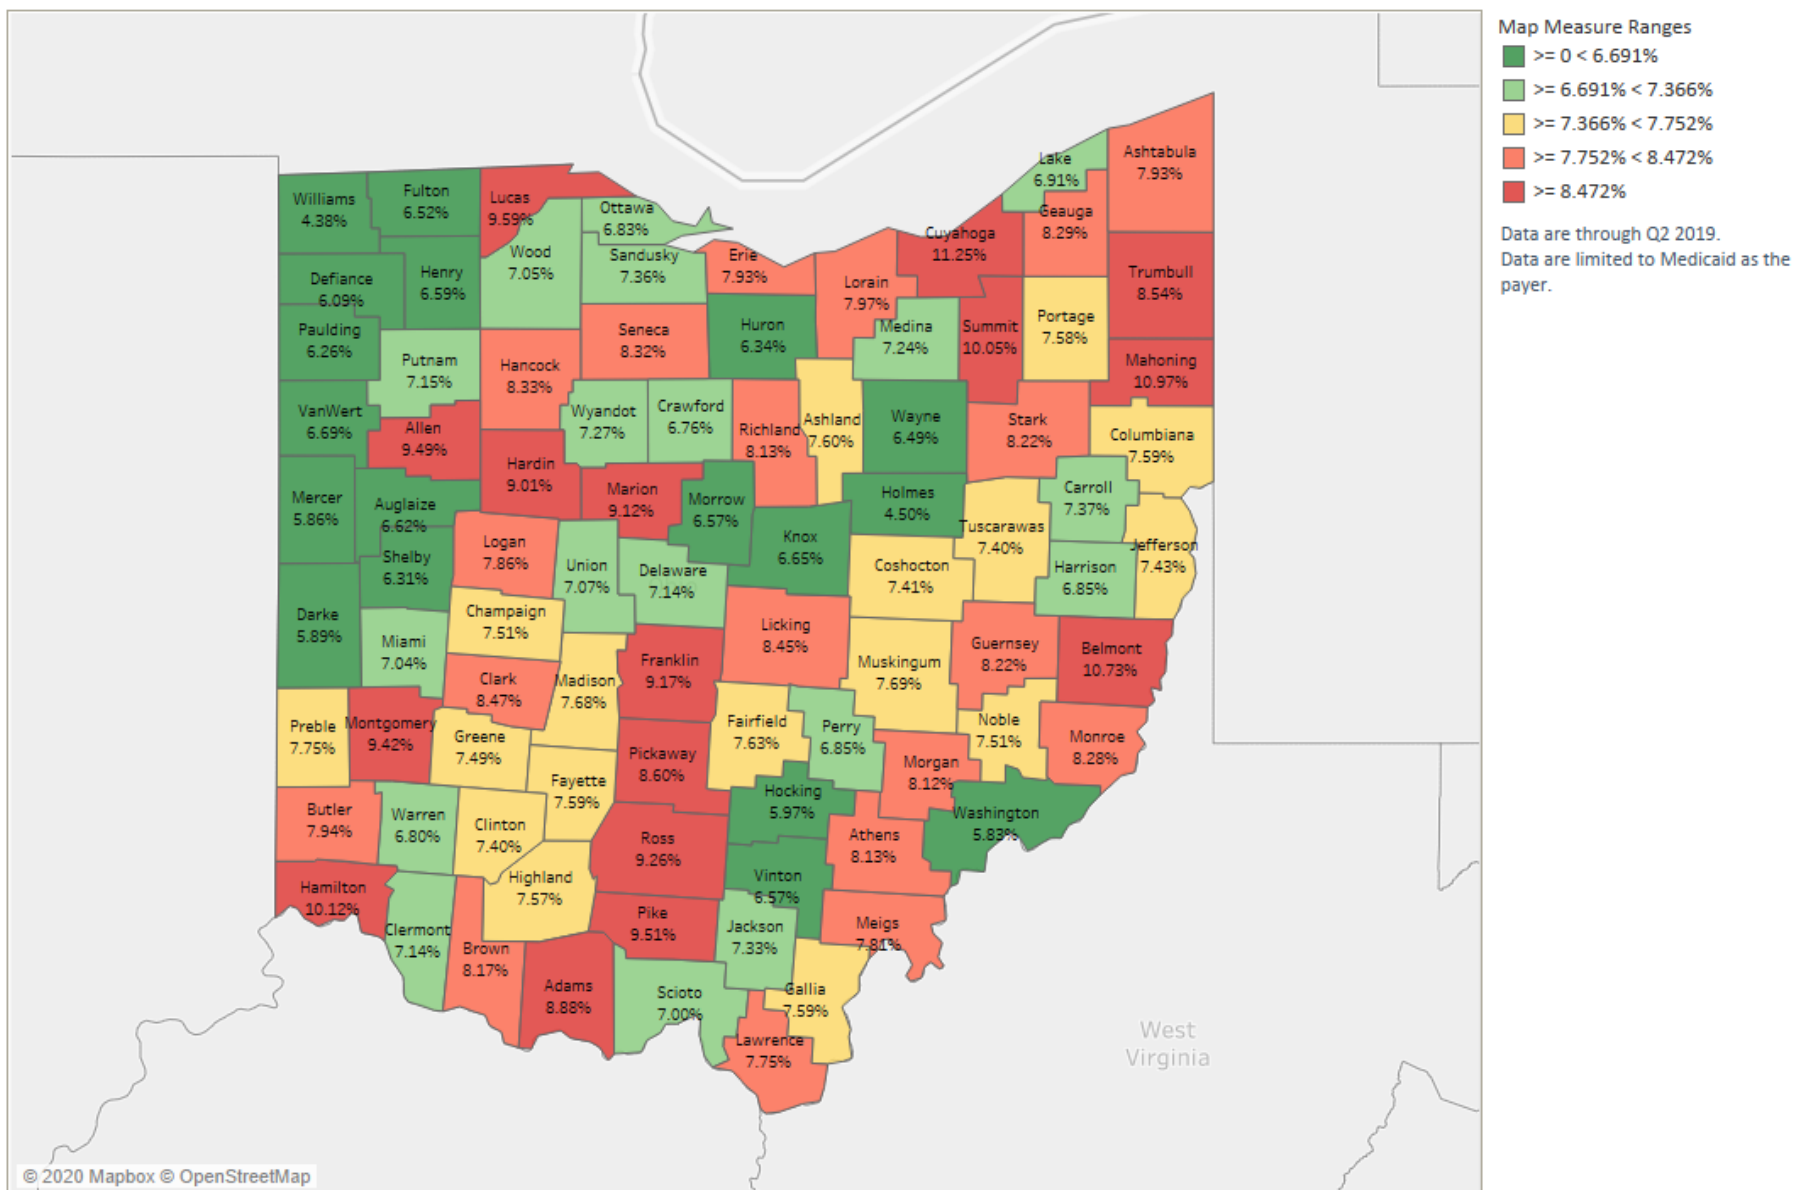 Map Measure Ranges
>= 0 < 6.691%
>= 6.691% < 7.366%
>= 7.366% < 7.752%
>= 7.752% < 8.472%
>= 8.472%
Data are through Q2 2019.
Data are limited to Medicaid as the
payer.
Williams
4.38%
Fulton
6.52%
Lucas
9.59%
Ottawa
6.83%
Lake
6.91%
Ashtabula
7.93%
Geauga
8.29%
Cuyahoga
11.25%
Wood
7.05%
Sandusky
7.36%
Erie
7.93%
Lorain
7.97%
Trumbull
8.54%
Defiance
6.09%
Henry
6.59%
Paulding
6.26%
Putnam
7.15%
Hancock
8.33%
Seneca
8.32%
Huron
6.34%
Medina
7.24%
Summit
10.05%
Portage
7.58%
Mahoning
10.97%
VanWert
6.69%
Allen
9.49%
Wyandot
7.27%
Crawford
6.76%
Richland
8.13%
Ashland
7.60%
Wayne
6.49%
Stark
8.22%
Columbiana
7.59%
Hardin
9.01%
Marion
9.12%
Morrow
6.57%
Holmes
4.50%
Carroll
7.37%
Mercer
5.86%
Auglaize
6.62%
Shelby
6.31%
Logan
7.86%
Union
7.07%
Delaware
7.14%
Knox
6.65%
Coshocton
7.41%
Tuscarawas
7.40%
Harrison
6.85%
Jefferson
7.43%
Darke
5.89%
Miami
7.04%
Champaign
7.51%
Clark
8.47%
Madison
7.68%
Franklin
9.17%
Licking
8.45%
Muskingum
7.69%
Guernsey
8.22%
Belmont
10.73%
Preble
7.75%
Montgomery
9.42%
Greene
7.49%
Fayette
7.59%
Pickaway
8.60%
Fairfield
7.63%
Perry
6.85%
Morgan
8.12%
Noble
7.51%
Monroe
8.28%
Butler
7.94%
Warren
6.80%
Clinton
7.40%
Ross
9.26%
Hocking
5.97%
Athens
8.13%
Washington
5.83%
Hamilton
10.12%
Clermont
7.14%
Highland
7.57%
Vinton
6.57%
Pike
9.51%
Jackson
7.33%
Meigs
7.81%
Brown
8.17%
Adams
8.88%
Scioto
7.00%
Gallia
7.59%
Lawrence
7.75%
West
Virginia
© 2020 Mapbox © OpenStreetMap